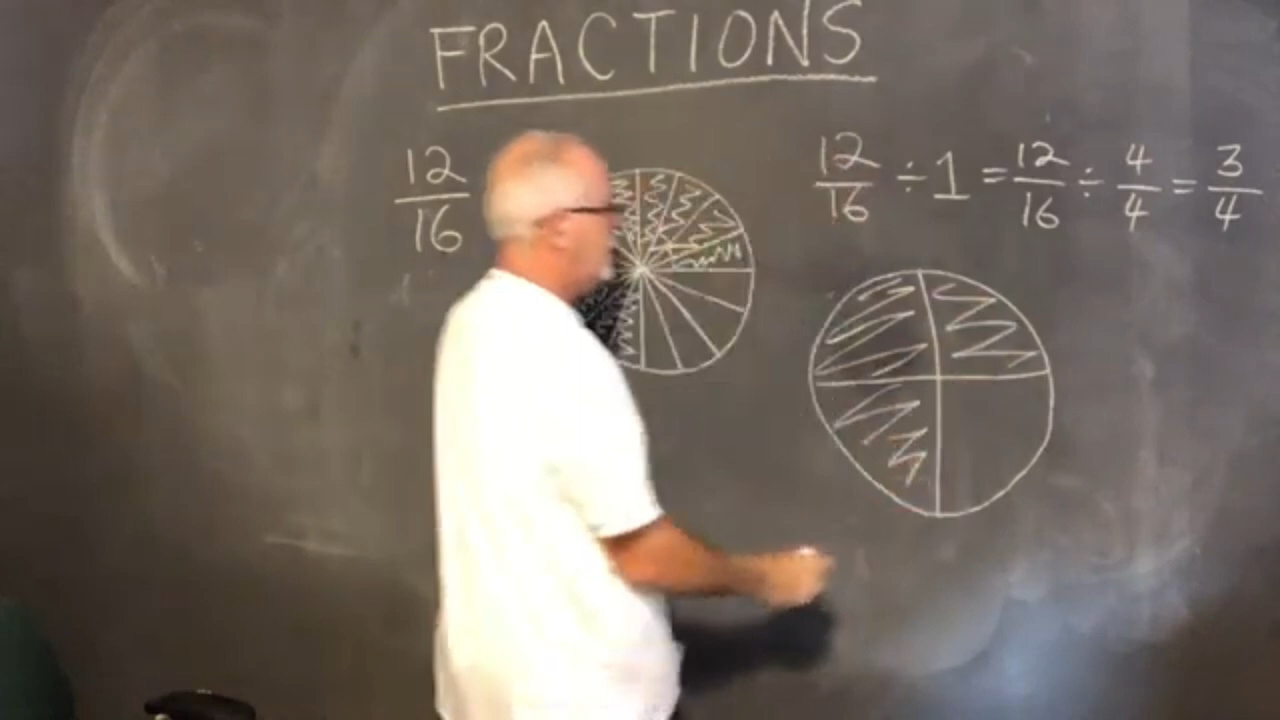 FRACTIONS
12/16
12/16 ÷ 1 = 12/16 ÷ 4/4 = 3/4